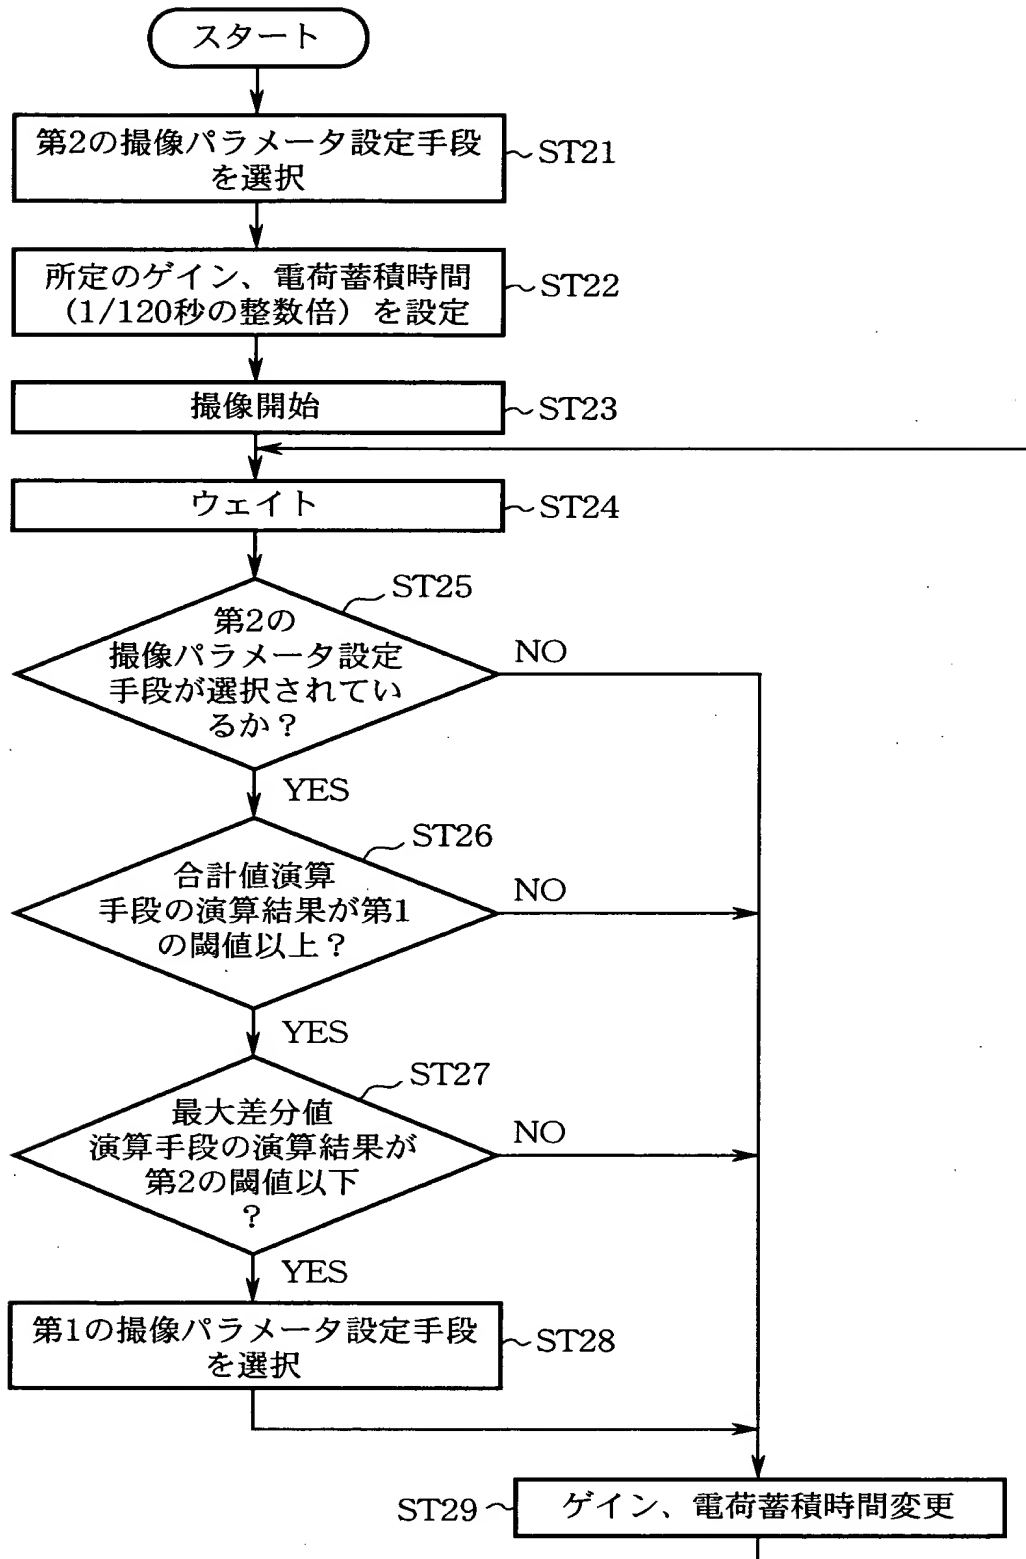 スタート
第2の撮像パラメータ設定手段
を選択
ST21
所定のゲイン、電荷蓄積時間
（1/120秒の整数倍）を設定
ST22
撮像開始
ST23
ウェイト
ST24
ST25
第2の
撮像パラメータ設定
手段が選択されてい
るか？
NO
YES
ST26
合計値演算
手段の演算結果が第1
の閾値以上？
NO
YES
ST27
最大差分値
演算手段の演算結果が
第2の閾値以下
？
NO
YES
第1の撮像パラメータ設定手段
を選択
ST28
ST29
ゲイン、電荷蓄積時間変更